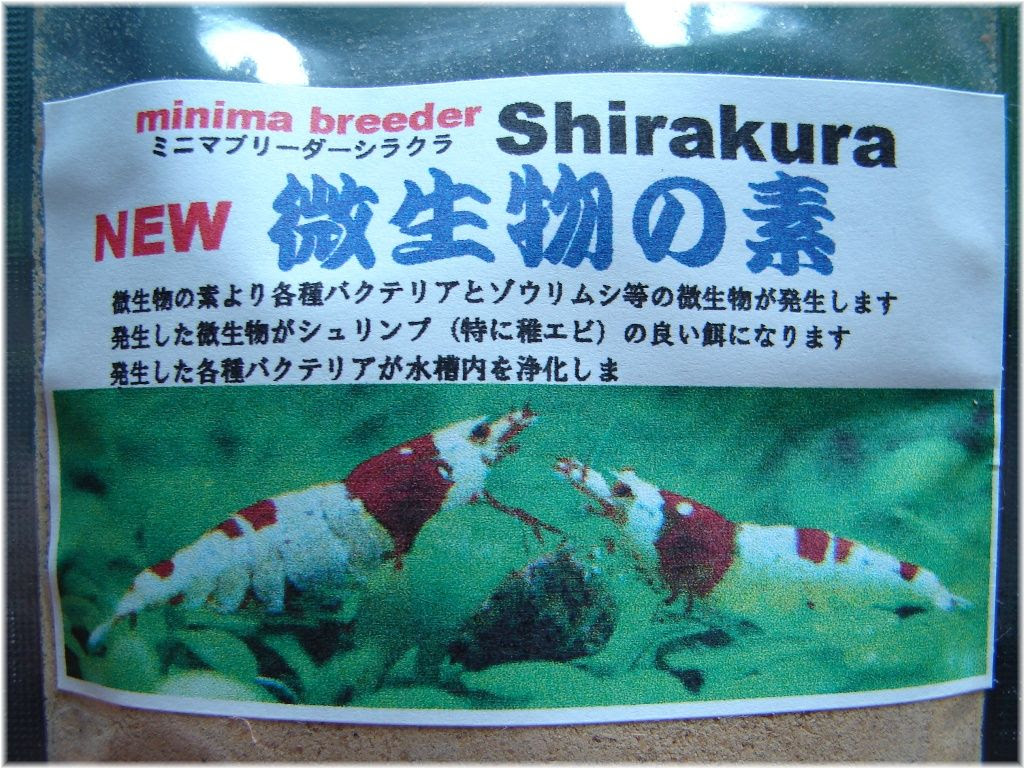 minima breeder Shirakura
ミニマブリーダーシラクラ
NEW 微生物の素
微生物の素より各種バクテリアとゾウリムシ等の微生物が発生します
発生した微生物がシュリンプ（特に稚エビ）の良い餌になります
発生した各種バクテリアが水槽内を浄化しま